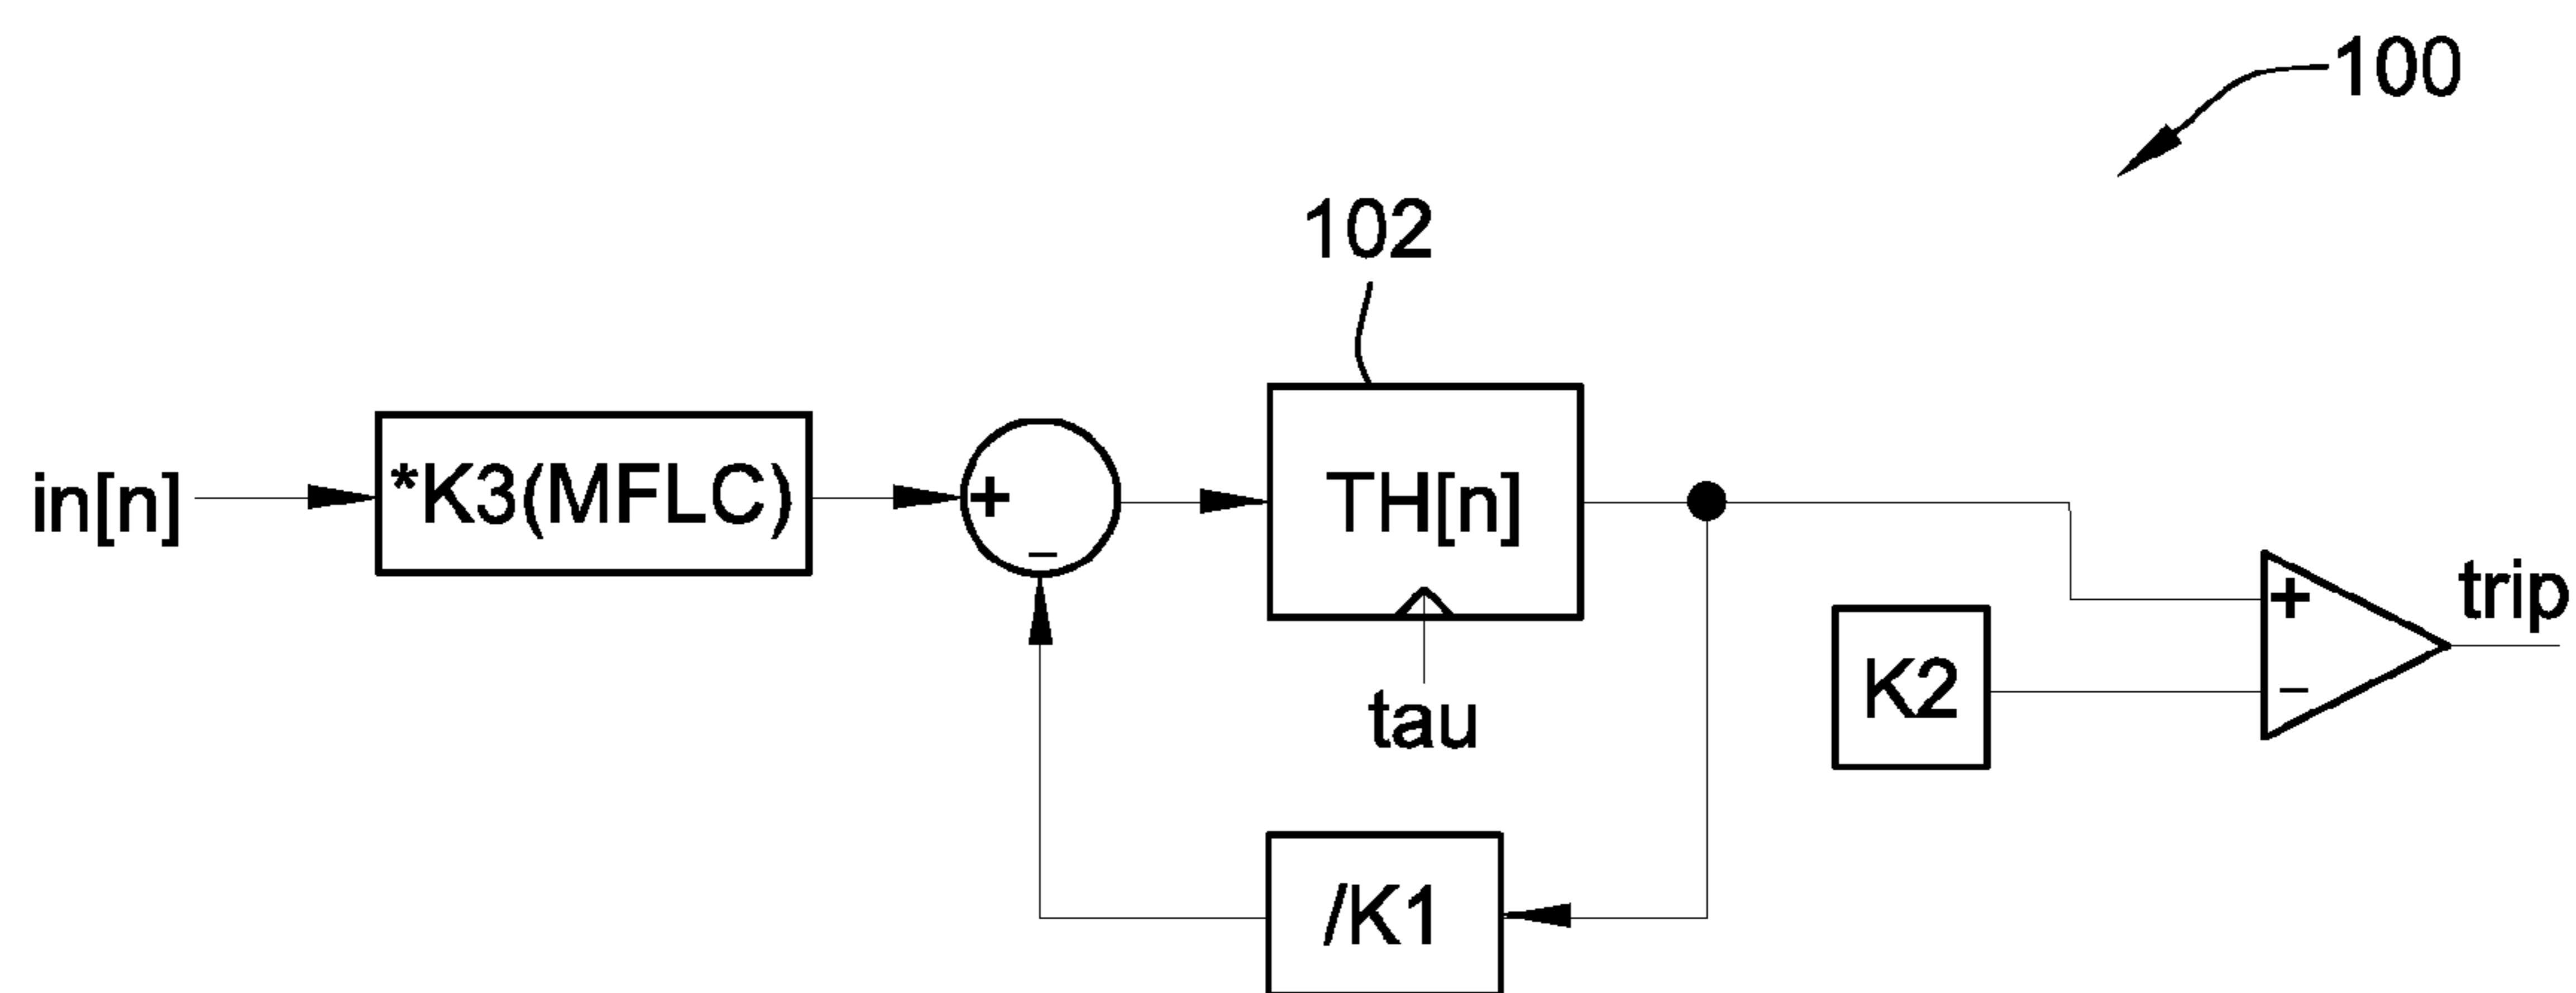 100
102
in[n]
*K3(MFLC)
+
−
TH[n]
tau
/K1
K2
+
−
trip